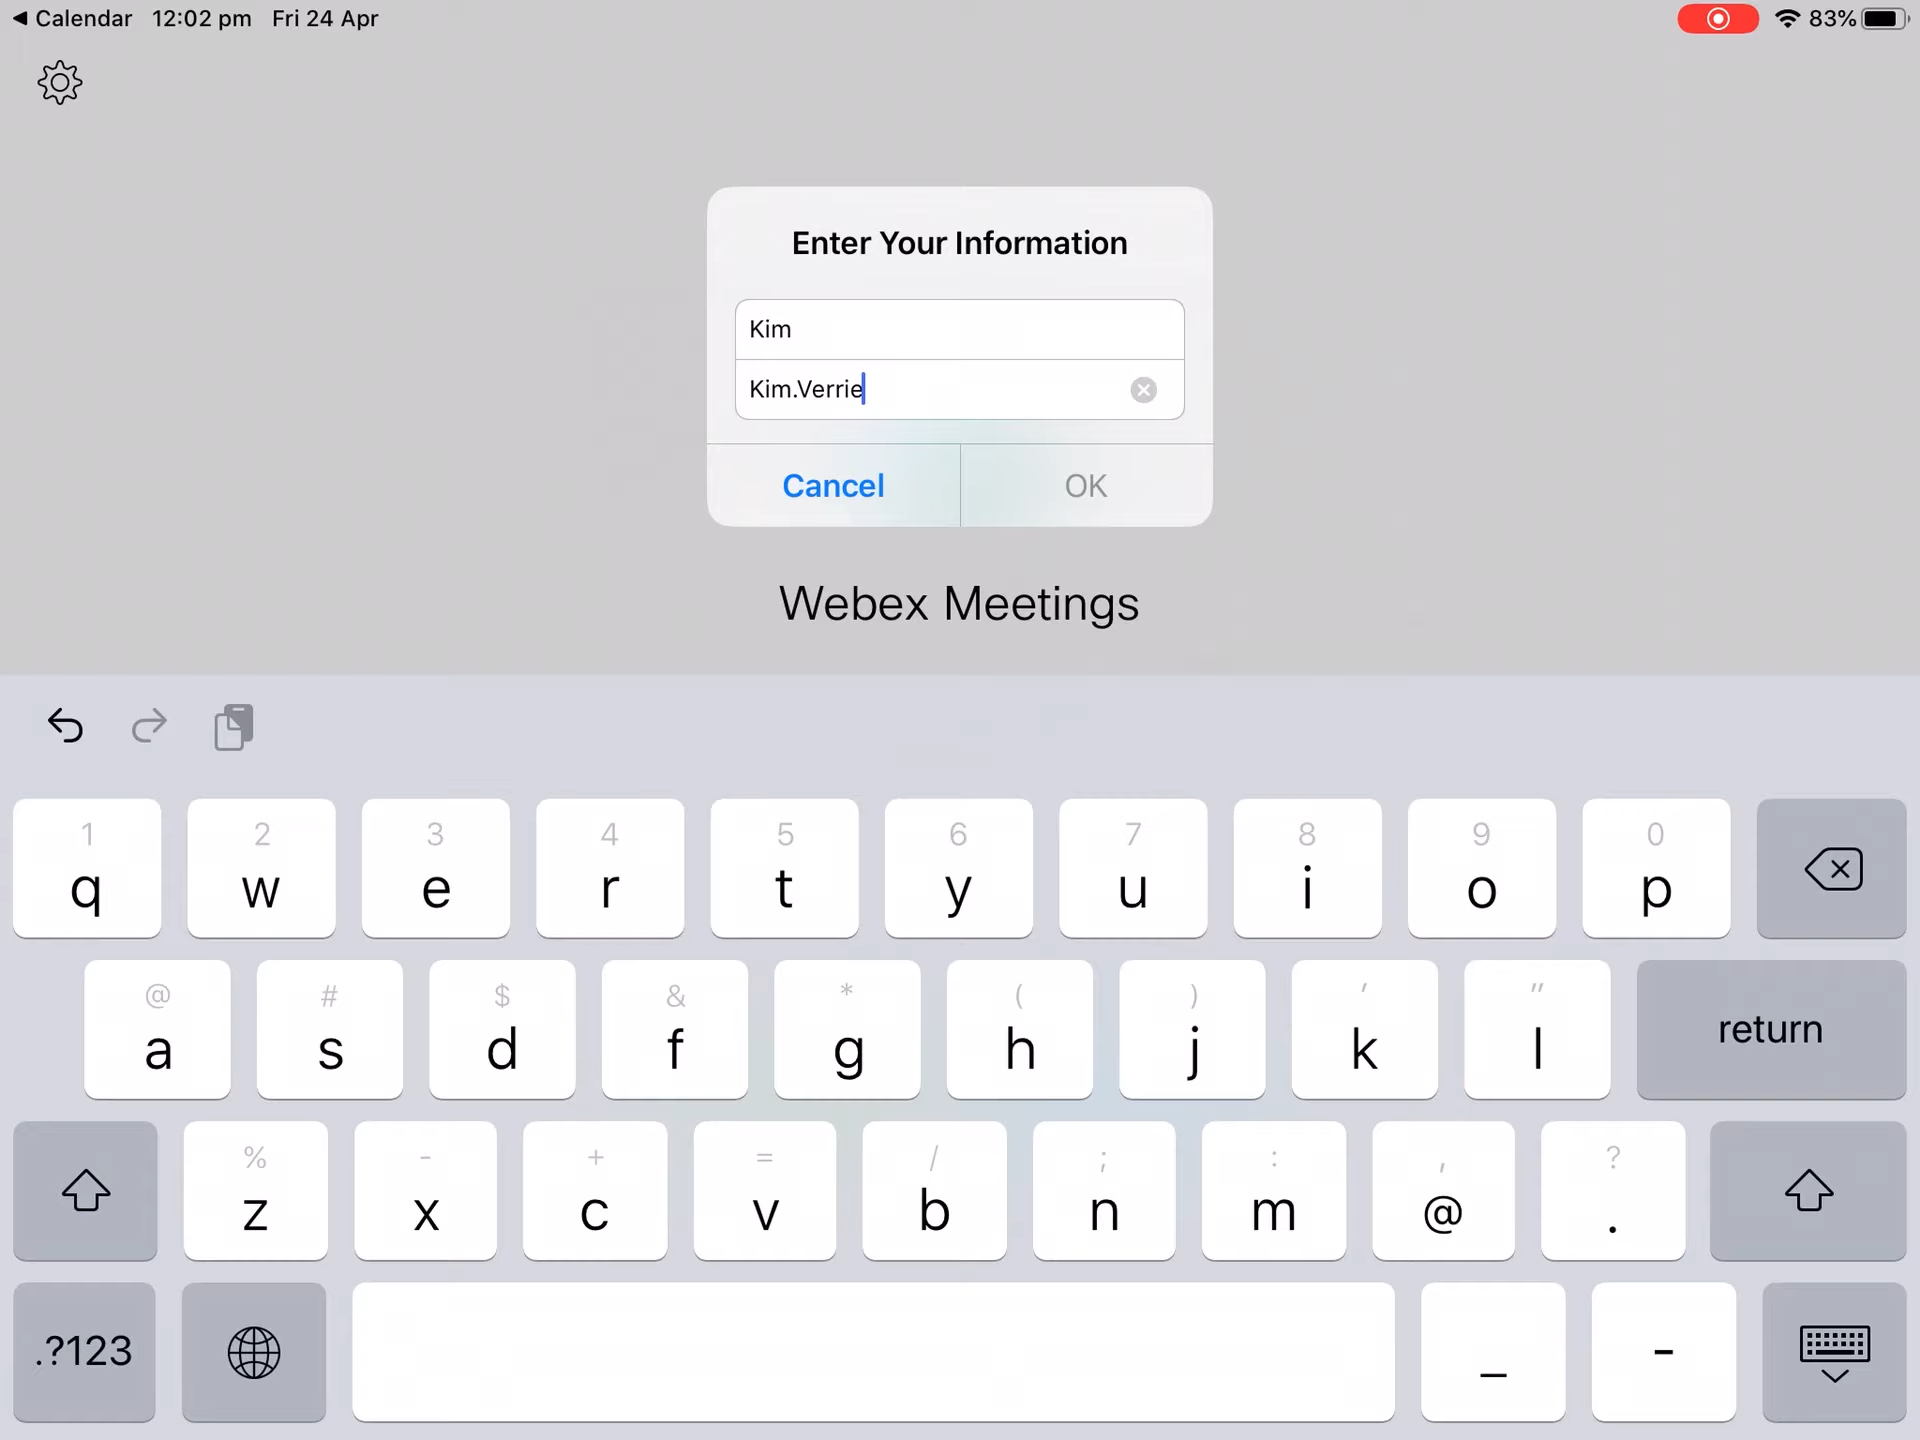 Calendar 12:02 pm Fri 24 Apr 83%
Enter Your Information
Kim
Kim.Verrie
Cancel OK
Webex Meetings
1 2 3 4 5 6 7 8 9 0
q w e r t y u i o p
@ # $ & * ( ) ' "
a s d f g h j k l return
% - + = / ; : , ?
z x c v b n m @ .
.?123 _ -